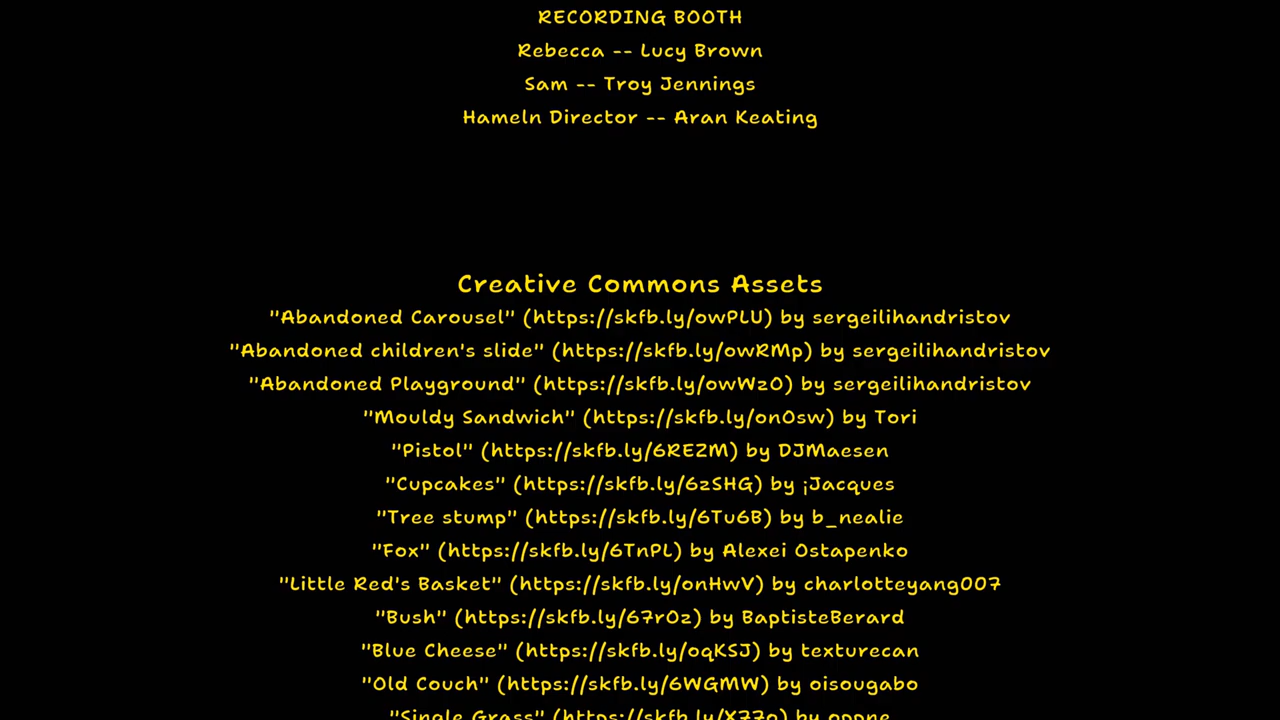 RECORDING BOOTH
Rebecca -- Lucy Brown
Sam -- Troy Jennings
Hameln Director -- Aran Keating
Creative Commons Assets
"Abandoned Carousel" (https://skfb.ly/owPLU) by sergeilihandristov
"Abandoned children's slide" (https://skfb.ly/owRMp) by sergeilihandristov
"Abandoned Playground" (https://skfb.ly/owWzO) by sergeilihandristov
"Mouldy Sandwich" (https://skfb.ly/onOsw) by Tori
"Pistol" (https://skfb.ly/6REZM) by DJMaesen
"Cupcakes" (https://skfb.ly/6zSHG) by ¡Jacques
"Tree stump" (https://skfb.ly/6Tu6B) by b_nealie
"Fox" (https://skfb.ly/6TnPL) by Alexei Ostapenko
"Little Red's Basket" (https://skfb.ly/onHwV) by charlotteyang007
"Bush" (https://skfb.ly/67rOz) by BaptisteBerard
"Blue Cheese" (https://skfb.ly/oqKSJ) by texturecan
"Old Couch" (https://skfb.ly/6WGMW) by oisougabo
"Single Grass" by